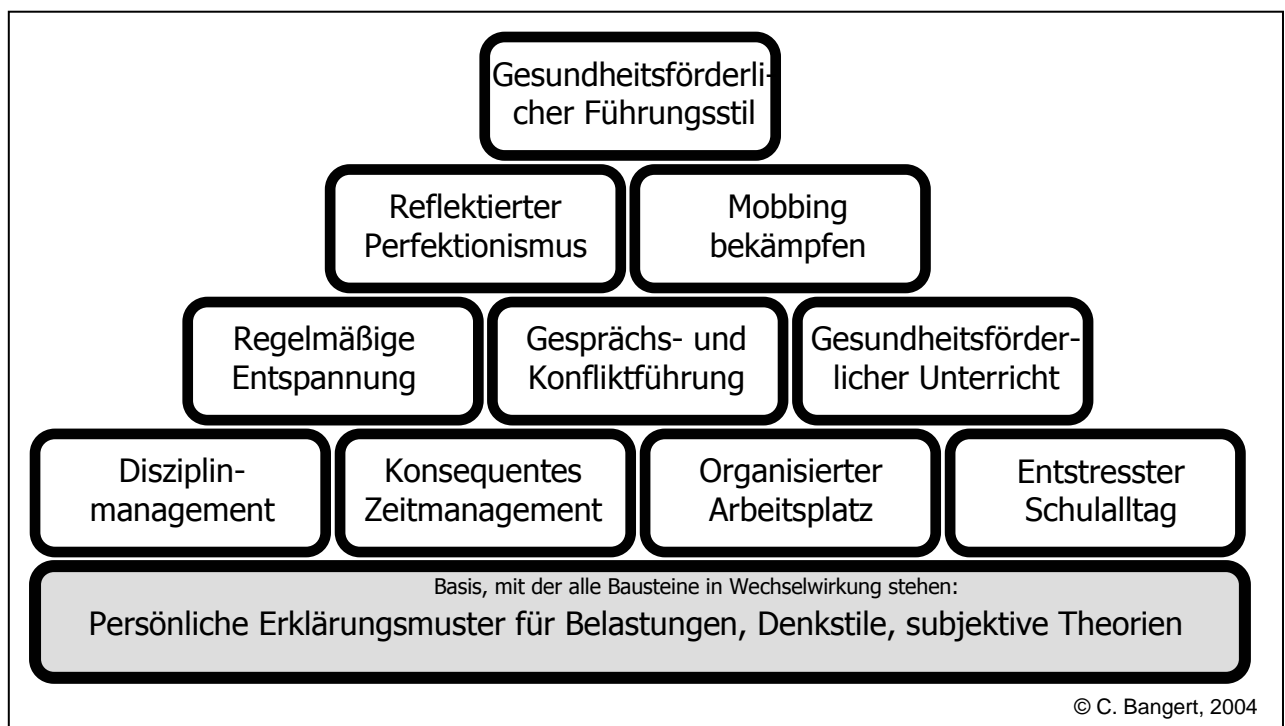 Gesundheitsförderli-
cher Führungsstil
Reflektierter
Perfektionismus
Mobbing
bekämpfen
Regelmäßige
Entspannung
Gesprächs- und
Konfliktführung
Gesundheitsförder-
licher Unterricht
Disziplin-
management
Konsequentes
Zeitmanagement
Organisierter
Arbeitsplatz
Entstresster
Schulalltag
Basis, mit der alle Bausteine in Wechselwirkung stehen:
Persönliche Erklärungsmuster für Belastungen, Denkstile, subjektive Theorien
© C. Bangert, 2004